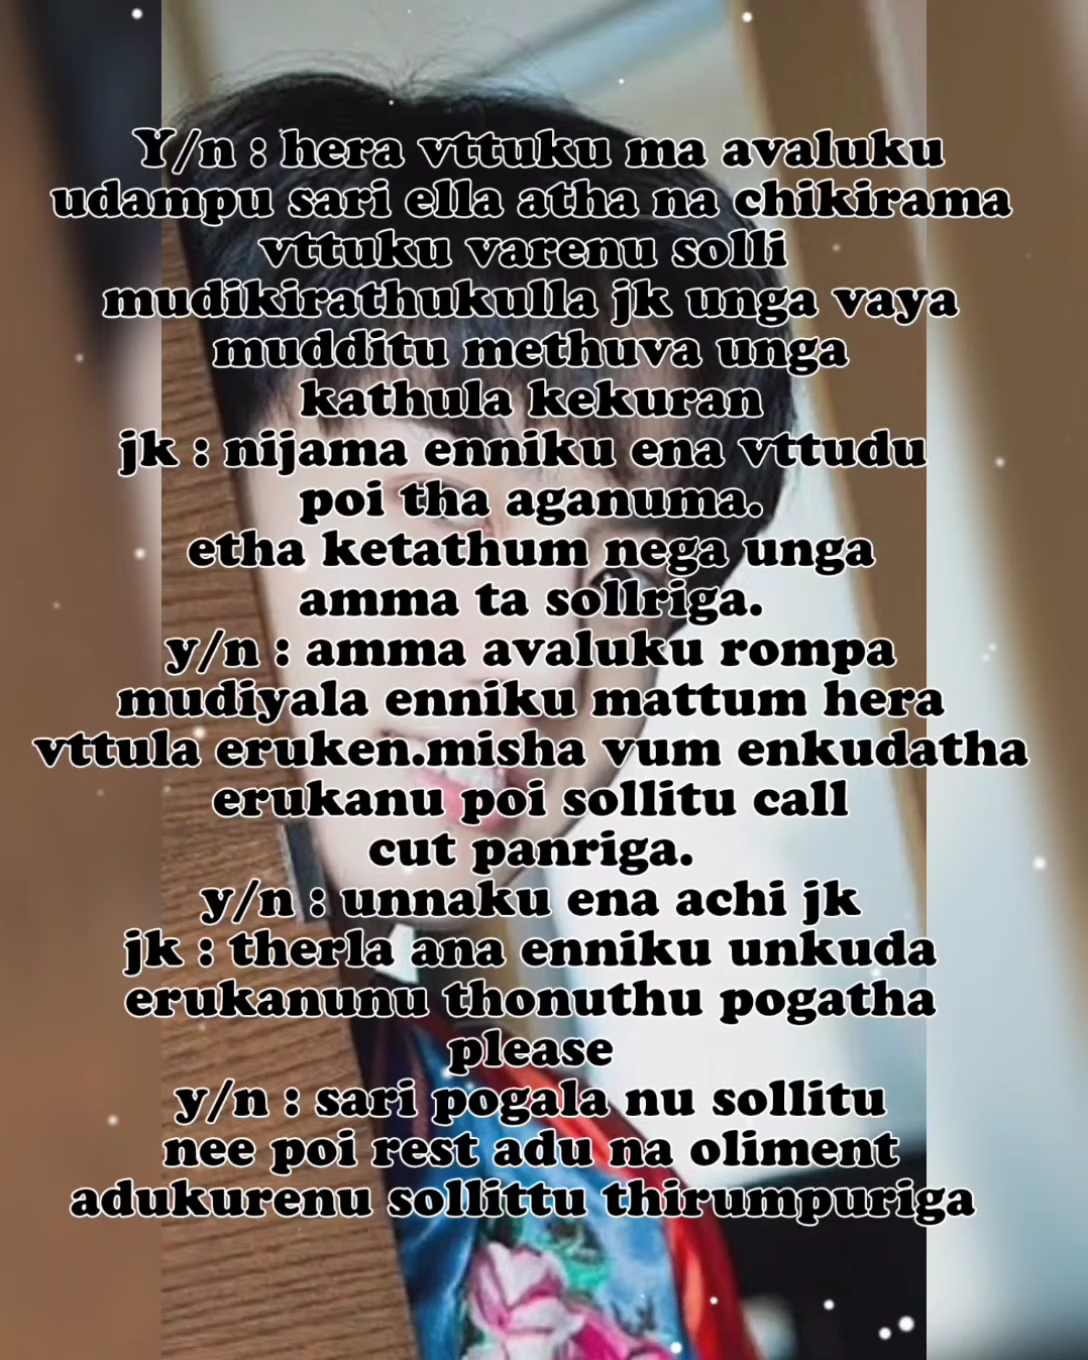 Y/n : hera vttuku ma avaluku
udampu sari ella atha na chikirama
vttuku varenu solli
mudikirathukulla jk unga vaya
mudditu methuva unga
kathula kekuran
jk : nijama enniku ena vttudu
poi tha aganuma.
etha ketathum nega unga
amma ta sollriga.
y/n : amma avaluku rompa
mudiyala enniku mattum hera
vttula eruken.misha vum enkudatha
erukanu poi sollitu call
cut panriga.
y/n : unnaku ena achi jk
jk : therla ana enniku unkuda
erukanunu thonuthu pogatha
please
y/n : sari pogala nu sollitu
nee poi rest adu na oliment
adukurenu sollittu thirumpuriga